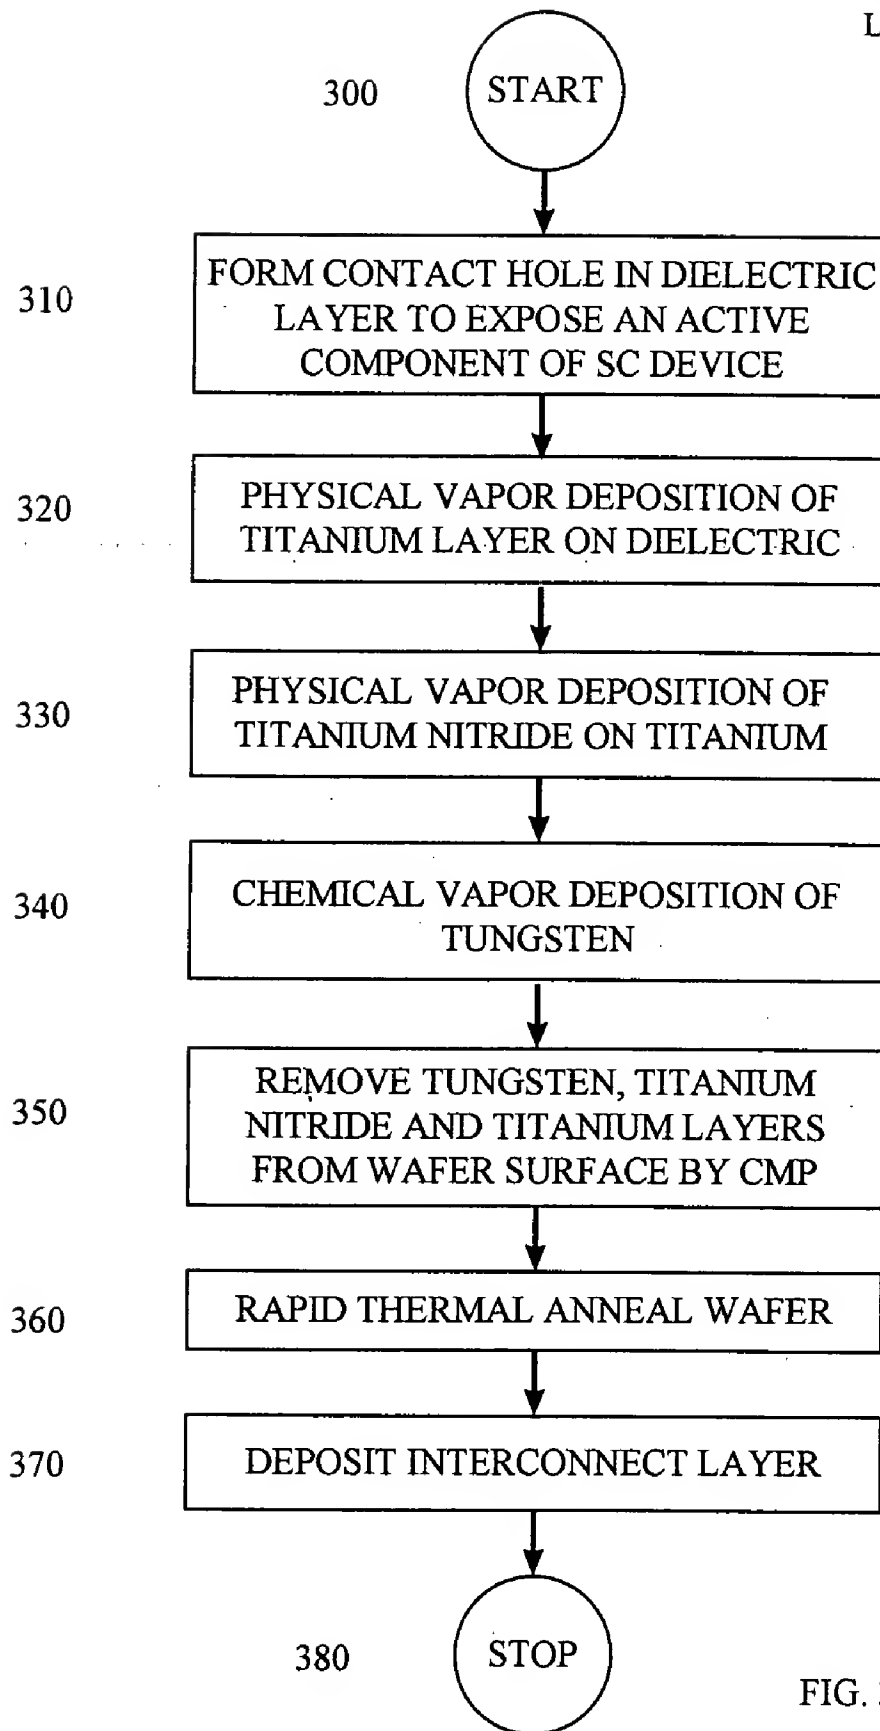 L
300
START
310
FORM CONTACT HOLE IN DIELECTRIC
LAYER TO EXPOSE AN ACTIVE
COMPONENT OF SC DEVICE
320
PHYSICAL VAPOR DEPOSITION OF
TITANIUM LAYER ON DIELECTRIC
330
PHYSICAL VAPOR DEPOSITION OF
TITANIUM NITRIDE ON TITANIUM
340
CHEMICAL VAPOR DEPOSITION OF
TUNGSTEN
350
REMOVE TUNGSTEN, TITANIUM
NITRIDE AND TITANIUM LAYERS
FROM WAFER SURFACE BY CMP
360
RAPID THERMAL ANNEAL WAFER
370
DEPOSIT INTERCONNECT LAYER
380
STOP
FIG.